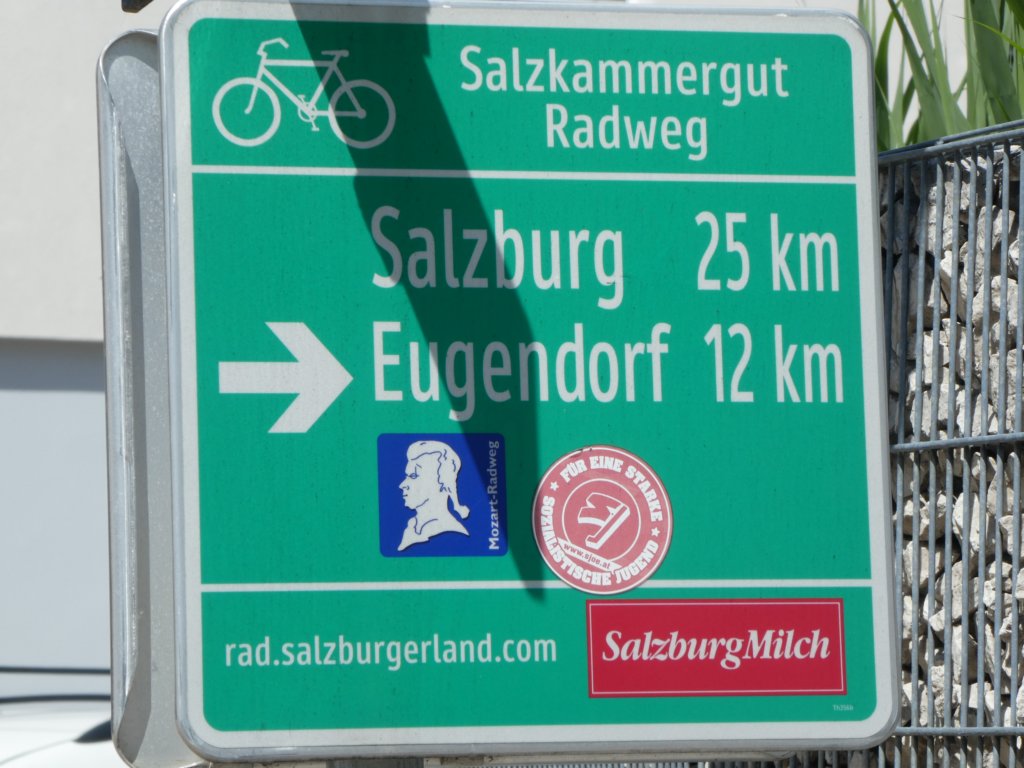 Salzkammergut
Radweg
Salzburg 25 km
Eugendorf 12 km
Mozart-Radweg
FÜR EINE STARKE
www.sjoe.at
SOZIALISTISCHE JUGEND
rad.salzburgerland.com
SalzburgMilch